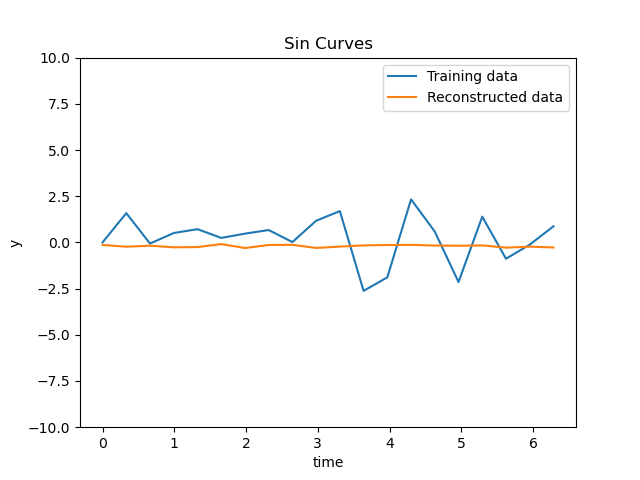 Sin Curves
Training data
Reconstructed data
10.0
7.5
5.0
2.5
0.0
−2.5
−5.0
−7.5
−10.0
y
0 1 2 3 4 5 6
time